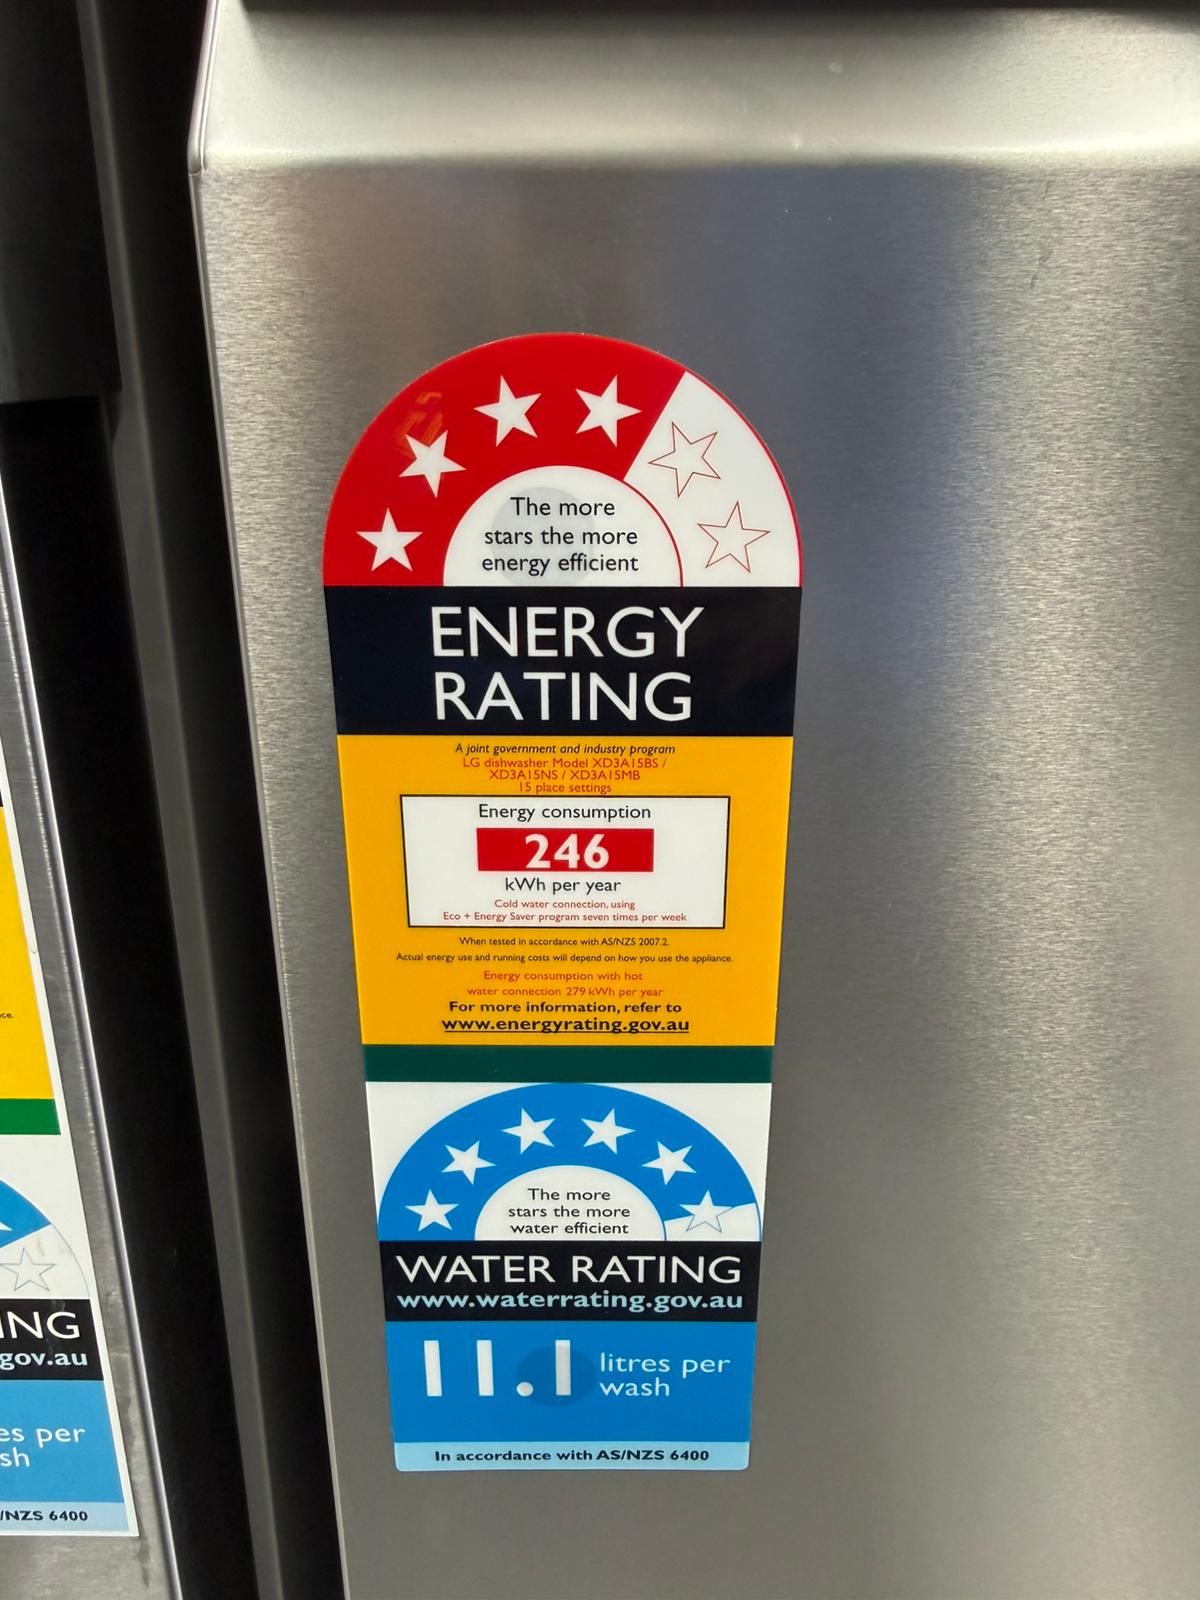 The more
stars the more
energy efficient
ENERGY
RATING
A joint government and industry program
LG dishwasher Model XD3A15BS /
XD3A15NS / XD3A15MB
15 place settings
Energy consumption
246
kWh per year
Cold water connection, using
Eco + Energy Saver program seven times per week
When tested in accordance with AS/NZS 2007.2.
Actual energy use and running costs will depend on how you use the appliance.
Energy consumption with hot
water connection 279 kWh per year
For more information, refer to
www.energyrating.gov.au
The more
stars the more
water efficient
WATER RATING
www.waterrating.gov.au
11.1 litres per
wash
In accordance with AS/NZS 6400
ce.
ING
gov.au
es per
sh
/NZS 6400